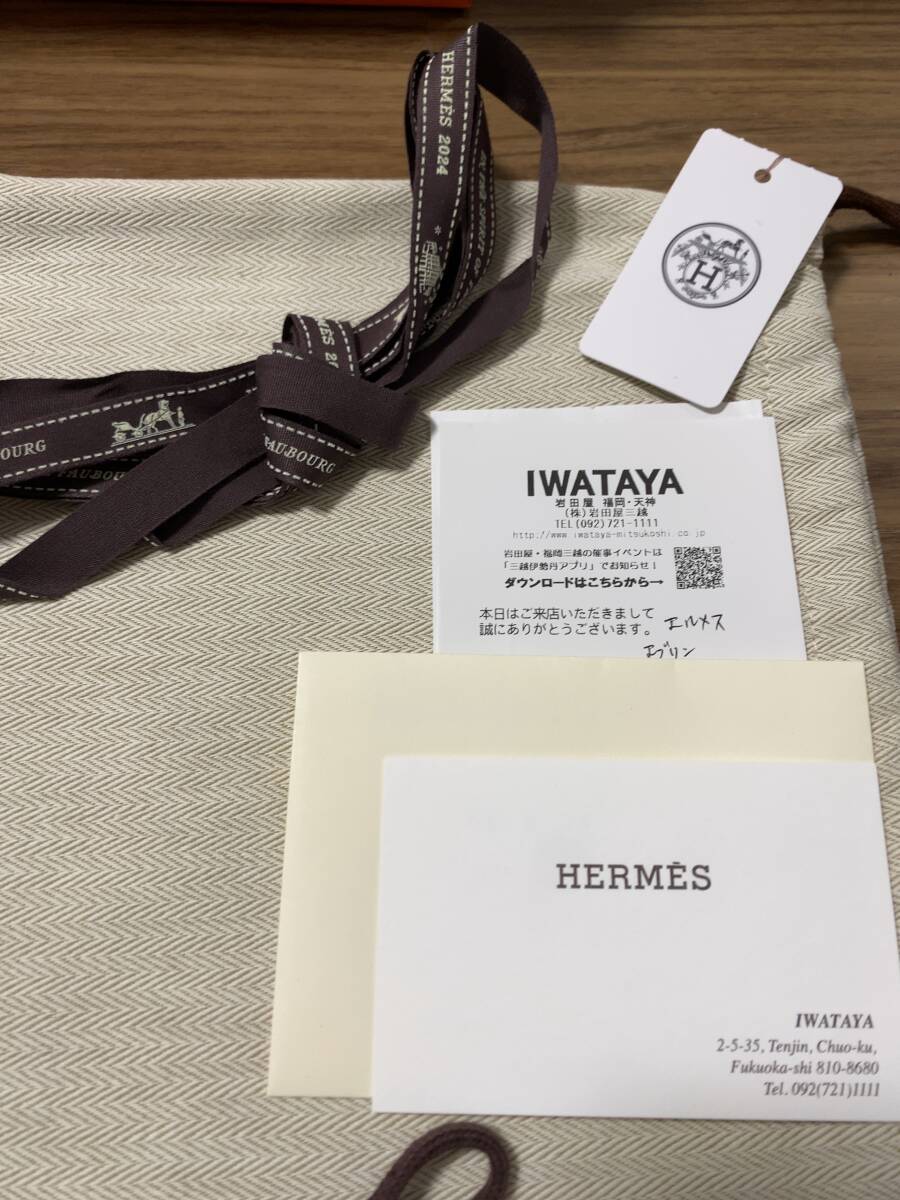 HERMÈS 2024
SPIRIT O
MÈS 2
BOURG
FAUBOURG
FAUBOURG
H
IWATAYA
岩田屋 福岡・天神
(株)岩田屋三越
TEL(092)721-1111
http://www.iwataya-mitsukoshi.co.jp
岩田屋・福岡三越の催事イベントは
「三越伊勢丹アプリ」でお知らせ!
ダウンロードはこちらから→
本日はご来店いただきまして
誠にありがとうございます。
エルメス
エブリン
HERMÈS
IWATAYA
2-5-35, Tenjin, Chuo-ku,
Fukuoka-shi 810-8680
Tel. 092(721)1111